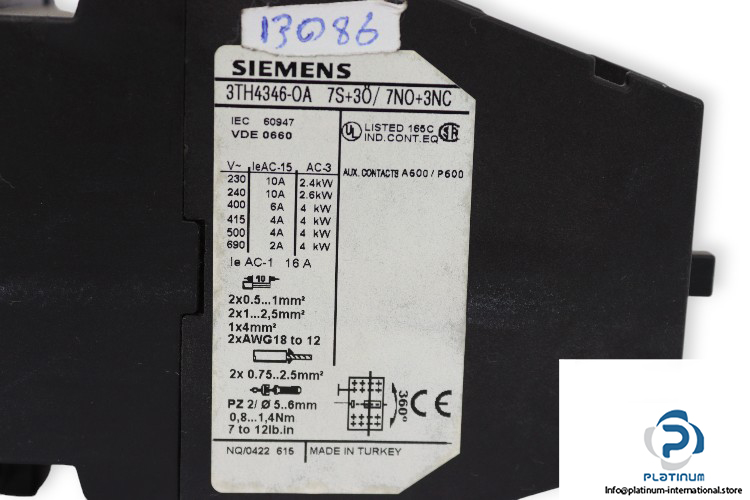 13086
SIEMENS
3TH4346-0A 7S+3Ö/ 7NO+3NC
IEC 60947
VDE 0660
UL LISTED 165C SA
IND.CONT.EQ
V~ IeAC-15 AC-3
230 10A 2.4kW
240 10A 2.6kW
400 6A 4 kW
415 4A 4 kW
500 4A 4 kW
690 2A 4 kW
AUX. CONTACTS A600/P600
Ie AC-1 16 A
10
2x0.5...1mm²
2x1...2,5mm²
1x4mm²
2xAWG18 to 12
2x 0.75..2.5mm²
PZ 2/ Ø 5..6mm
0,8...1,4Nm
7 to 12lb.in
360°
CE
NQ/0422 615 MADE IN TURKEY
PLATINUM
INTERNATIONAL
Info@platinum-international.store